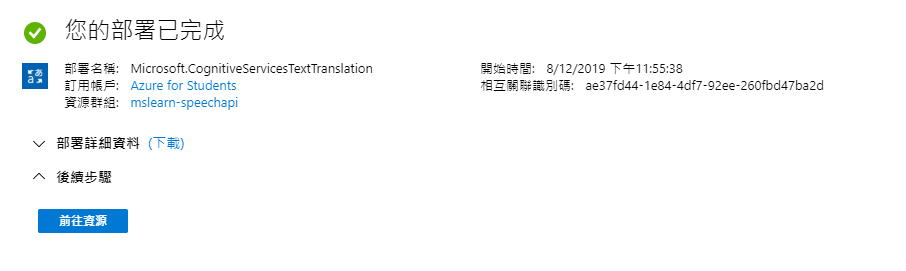 您的部署已完成
部署名稱: Microsoft.CognitiveServicesTextTranslation
訂用帳戶: Azure for Students
資源群組: mslearn-speechapi
開始時間: 8/12/2019 下午11:55:38
相互關聯識別碼: ae37fd44-1e84-4df7-92ee-260fbd47ba2d
部署詳細資料 (下載)
後續步驟
前往資源